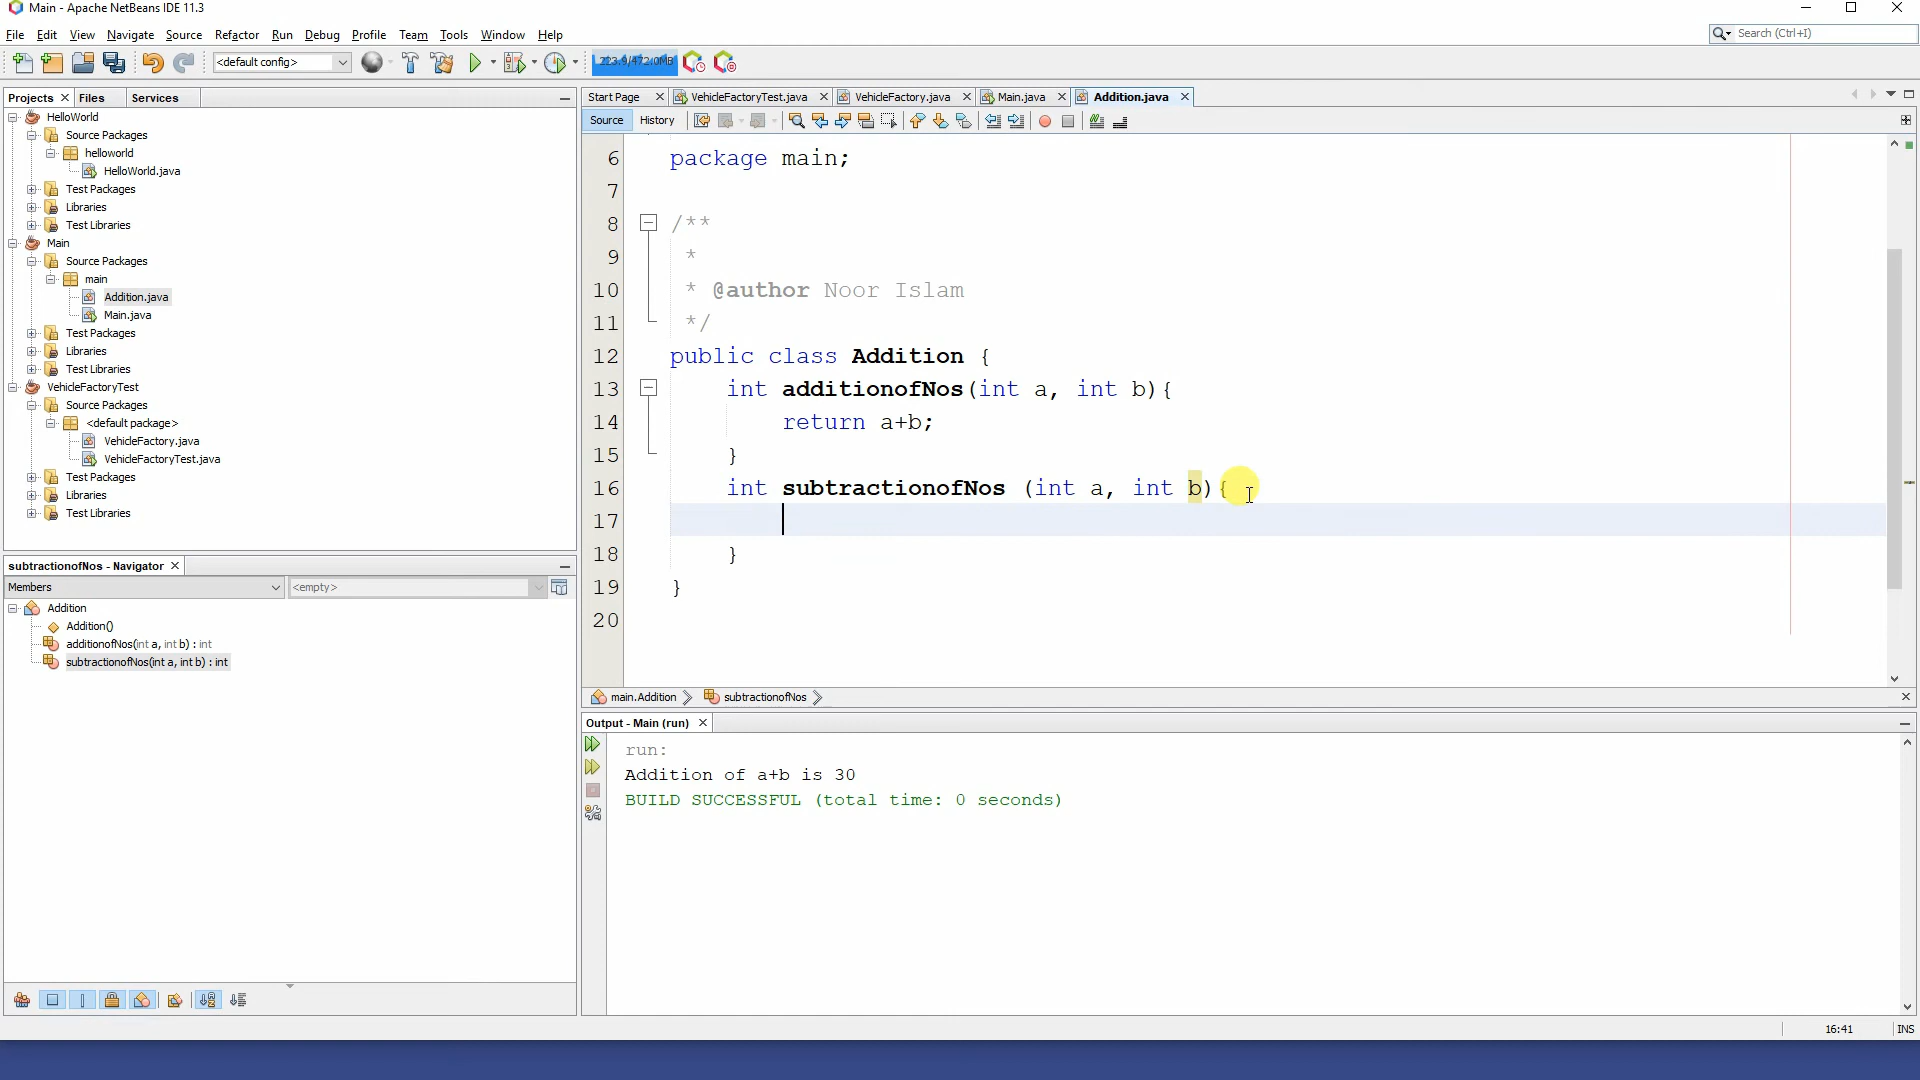 Main - Apache NetBeans IDE 11.3
File Edit View Navigate Source Refactor Run Debug Profile Team Tools Window Help
Search (Ctrl+I)
<default config>
223.9/472.0MB
Projects Files Services
HelloWorld
Source Packages
helloworld
HelloWorld.java
Test Packages
Libraries
Test Libraries
Main
Source Packages
main
Addition.java
Main.java
Test Packages
Libraries
Test Libraries
VehicleFactoryTest
Source Packages
<default package>
VehicleFactory.java
VehicleFactoryTest.java
Test Packages
Libraries
Test Libraries
subtractionofNos - Navigator
Members
<empty>
Addition
Addition()
additionofNos(int a, int b) : int
subtractionofNos(int a, int b) : int
Start Page VehicleFactoryTest.java VehicleFactory.java Main.java Addition.java
Source History
6 package main;
7
8 /**
9 *
10 * @author Noor Islam
11 */
12 public class Addition {
13 int additionofNos(int a, int b){
14 return a+b;
15 }
16 int subtractionofNos (int a, int b){
17
18 }
19 }
20
main.Addition subtractionofNos
Output - Main (run)
run:
Addition of a+b is 30
BUILD SUCCESSFUL (total time: 0 seconds)
16:41 INS